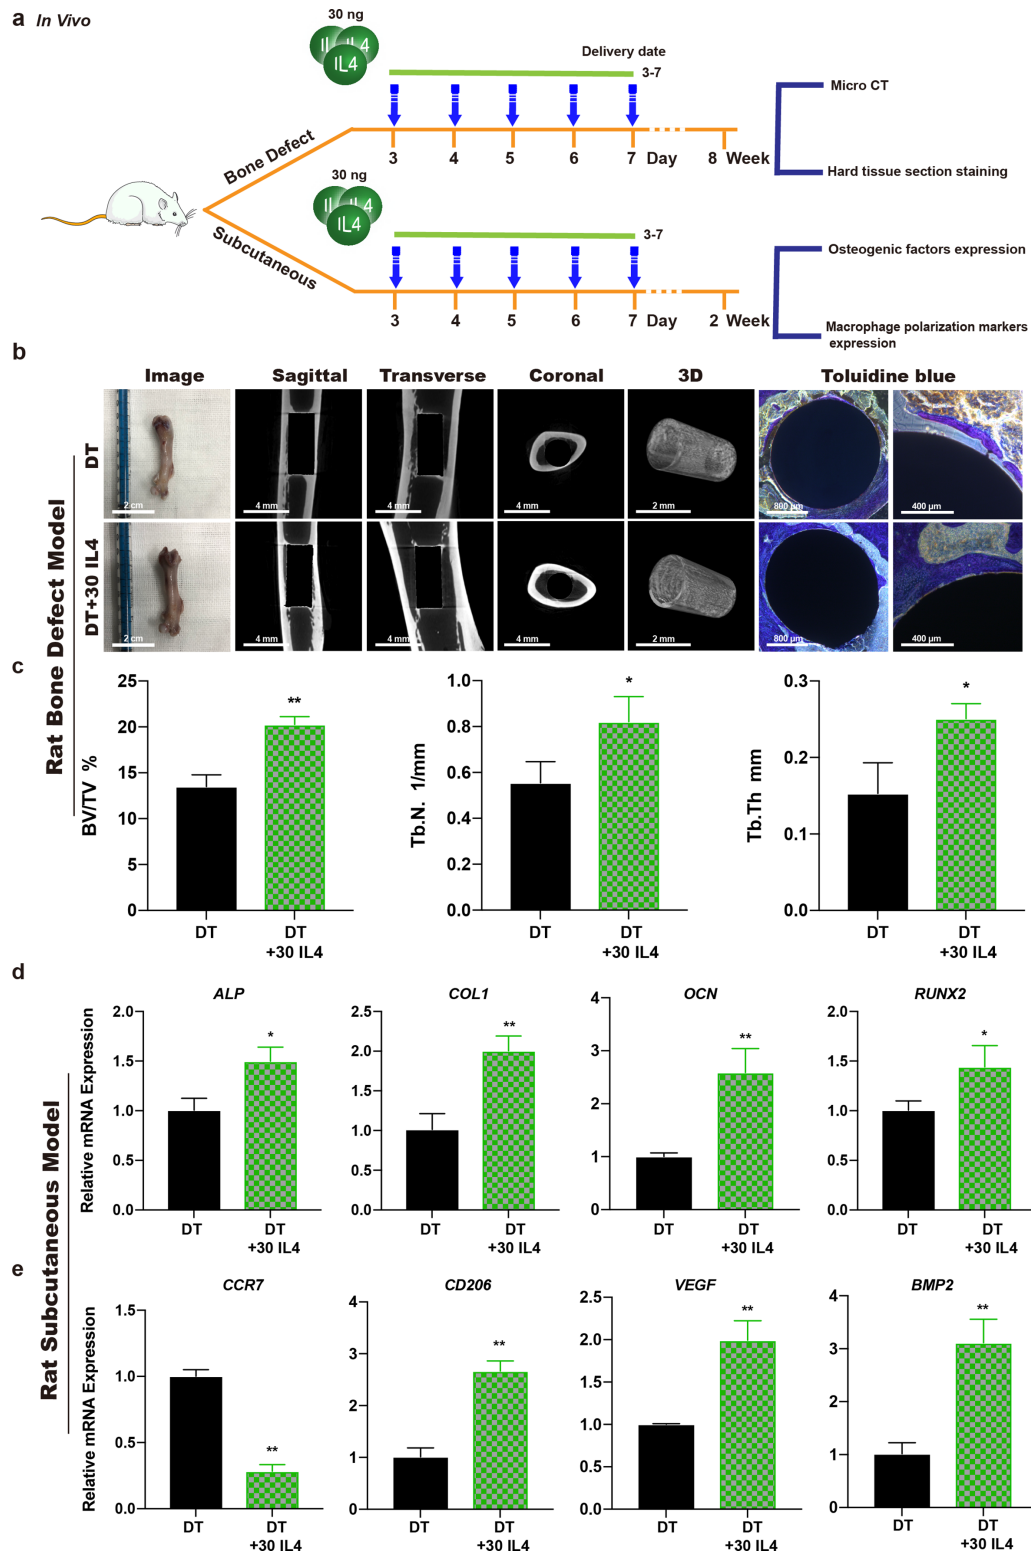 a In Vivo
30 ng
IL4
IL4
IL4
Delivery date
3-7
Bone Defect
3 4 5 6 7 Day 8 Week
Micro CT
Hard tissue section staining
30 ng
IL4
IL4
IL4
3-7
Subcutaneous
3 4 5 6 7 Day 2 Week
Osteogenic factors expression
Macrophage polarization markers
expression
b
Image Sagittal Transverse Coronal 3D Toluidine blue
Rat Bone Defect Model
DT
2 cm 4 mm 4 mm 4 mm 2 mm 800 μm 400 μm
DT+30 IL4
2 cm 4 mm 4 mm 4 mm 2 mm 800 μm 400 μm
c
BV/TV %
25
20
15
10
5
0
**
DT DT
+30 IL4
Tb.N. 1/mm
1.0
0.8
0.6
0.4
0.2
0.0
*
DT DT
+30 IL4
Tb.Th mm
0.3
0.2
0.1
0.0
*
DT DT
+30 IL4
Rat Subcutaneous Model
d
Relative mRNA Expression
ALP
2.0
1.5
1.0
0.5
0.0
*
DT DT
+30 IL4
COL1
2.5
2.0
1.5
1.0
0.5
0.0
**
DT DT
+30 IL4
OCN
4
3
2
1
0
**
DT DT
+30 IL4
RUNX2
2.0
1.5
1.0
0.5
0.0
*
DT DT
+30 IL4
e
Relative mRNA Expression
CCR7
1.5
1.0
0.5
0.0
**
DT DT
+30 IL4
CD206
4
3
2
1
0
**
DT DT
+30 IL4
VEGF
2.5
2.0
1.5
1.0
0.5
0.0
**
DT DT
+30 IL4
BMP2
4
3
2
1
0
**
DT DT
+30 IL4